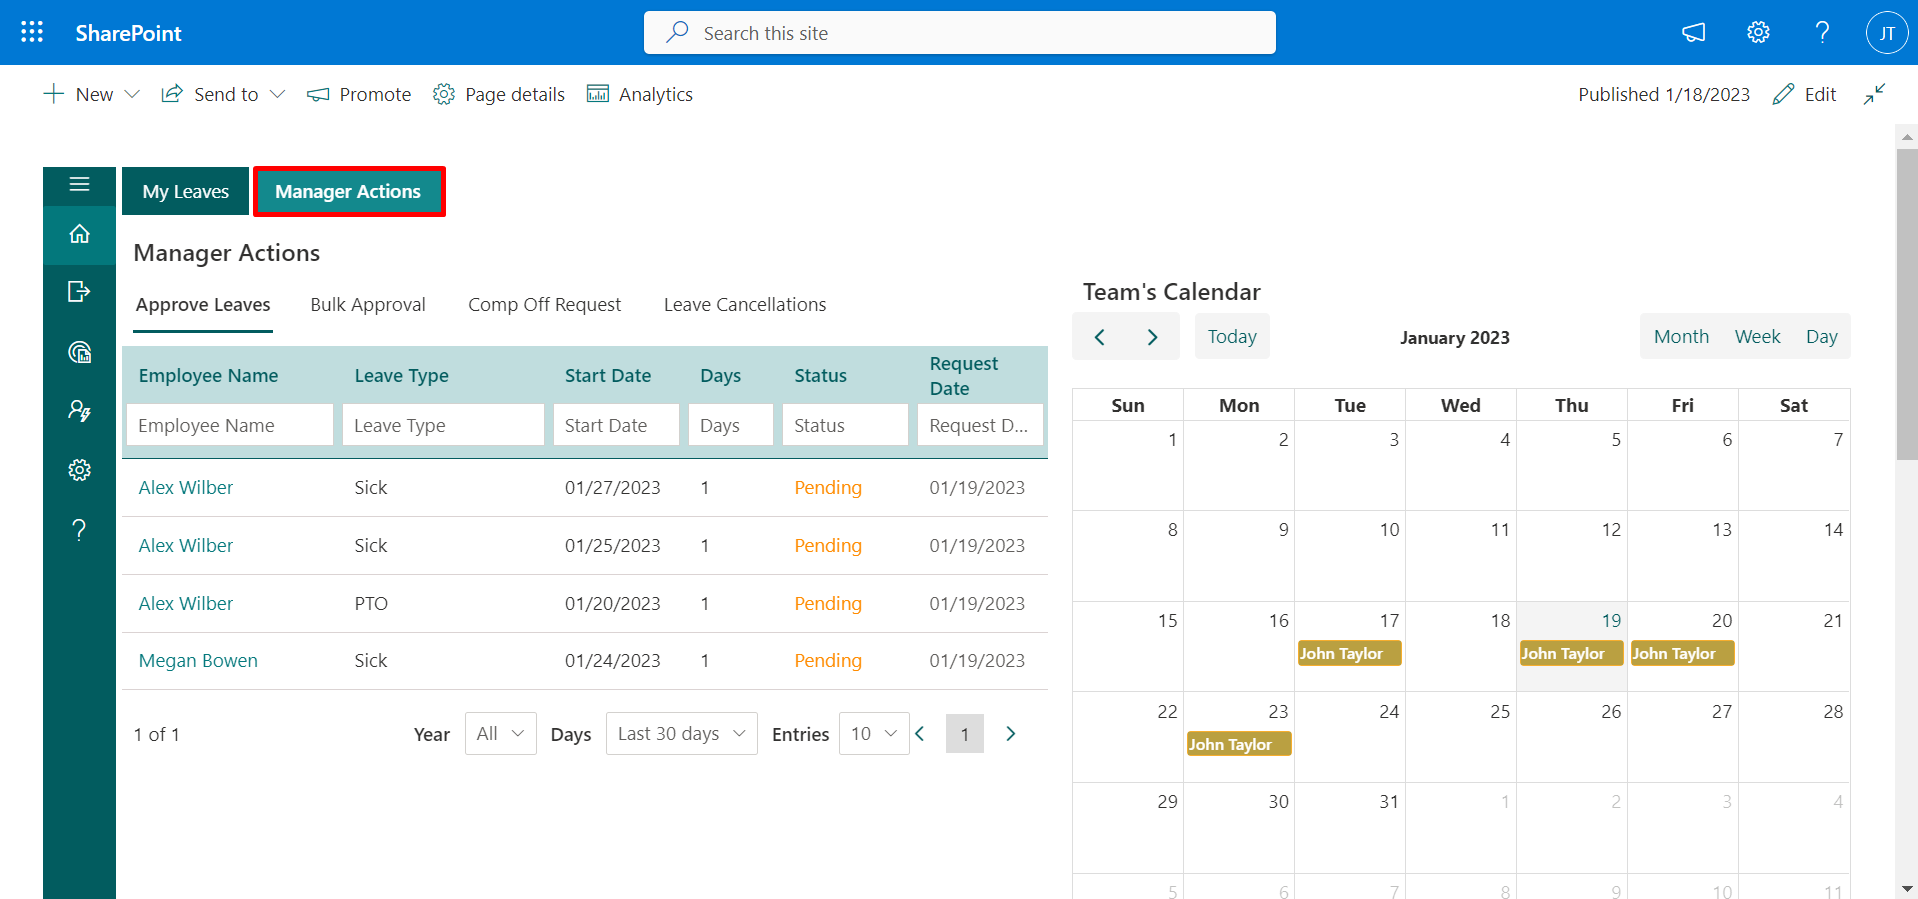 SharePoint
Search this site
JT
New
Send to
Promote
Page details
Analytics
Published 1/18/2023
Edit
My Leaves
Manager Actions
Manager Actions
Approve Leaves
Bulk Approval
Comp Off Request
Leave Cancellations
Employee Name Leave Type Start Date Days Status Request Date
Employee Name Leave Type Start Date Days Status Request D...
Alex Wilber Sick 01/27/2023 1 Pending 01/19/2023
Alex Wilber Sick 01/25/2023 1 Pending 01/19/2023
Alex Wilber PTO 01/20/2023 1 Pending 01/19/2023
Megan Bowen Sick 01/24/2023 1 Pending 01/19/2023
1 of 1 Year All Days Last 30 days Entries 10 1
Team's Calendar
Today
January 2023
Month Week Day
Sun Mon Tue Wed Thu Fri Sat
1 2 3 4 5 6 7
8 9 10 11 12 13 14
15 16 17 18 19 20 21
John Taylor John Taylor John Taylor
22 23 24 25 26 27 28
John Taylor
29 30 31 1 2 3 4
5 6 7 8 9 10 11